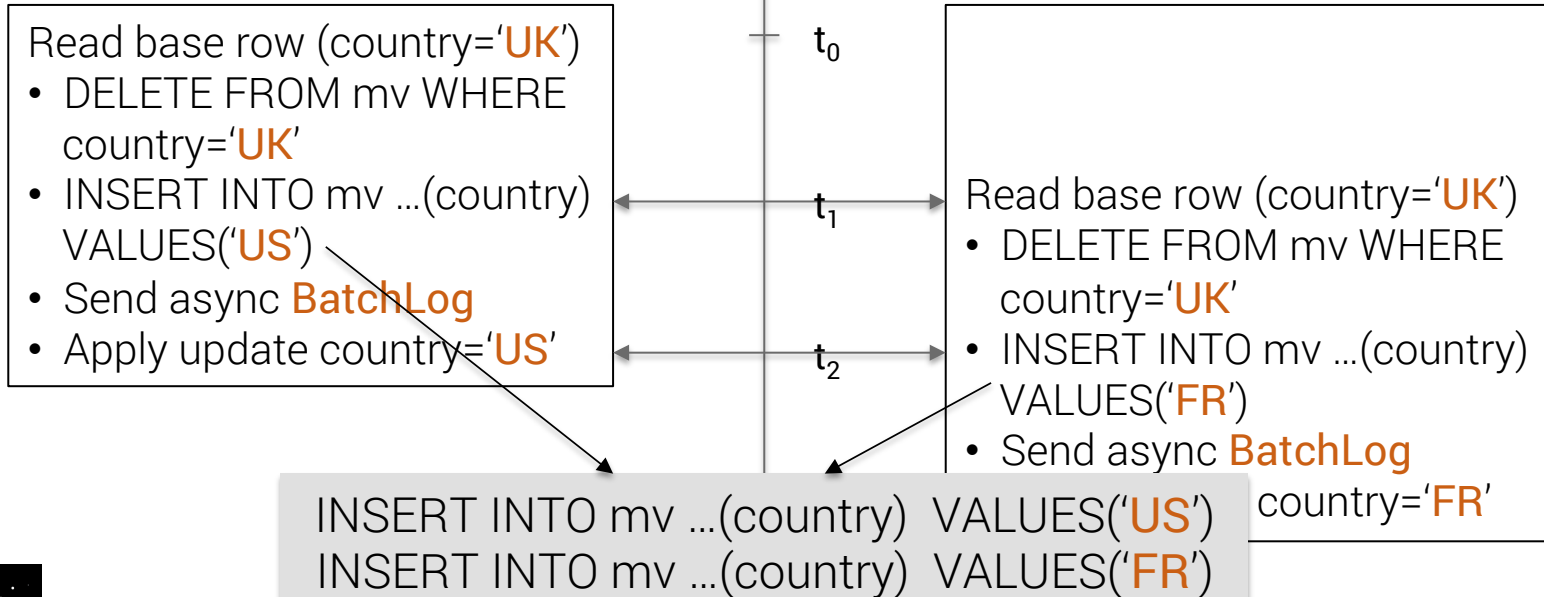 Read base row (country=‘UK’)
• DELETE FROM mv WHERE
country=‘UK’
• INSERT INTO mv …(country)
VALUES(‘US’)
• Send async BatchLog
• Apply update country=‘US’
t0
t1
t2
Read base row (country=‘UK’)
• DELETE FROM mv WHERE
country=‘UK’
• INSERT INTO mv …(country)
VALUES(‘FR’)
• Send async BatchLog
country=‘FR’
INSERT INTO mv …(country) VALUES(‘US’)
INSERT INTO mv …(country) VALUES(‘FR’)